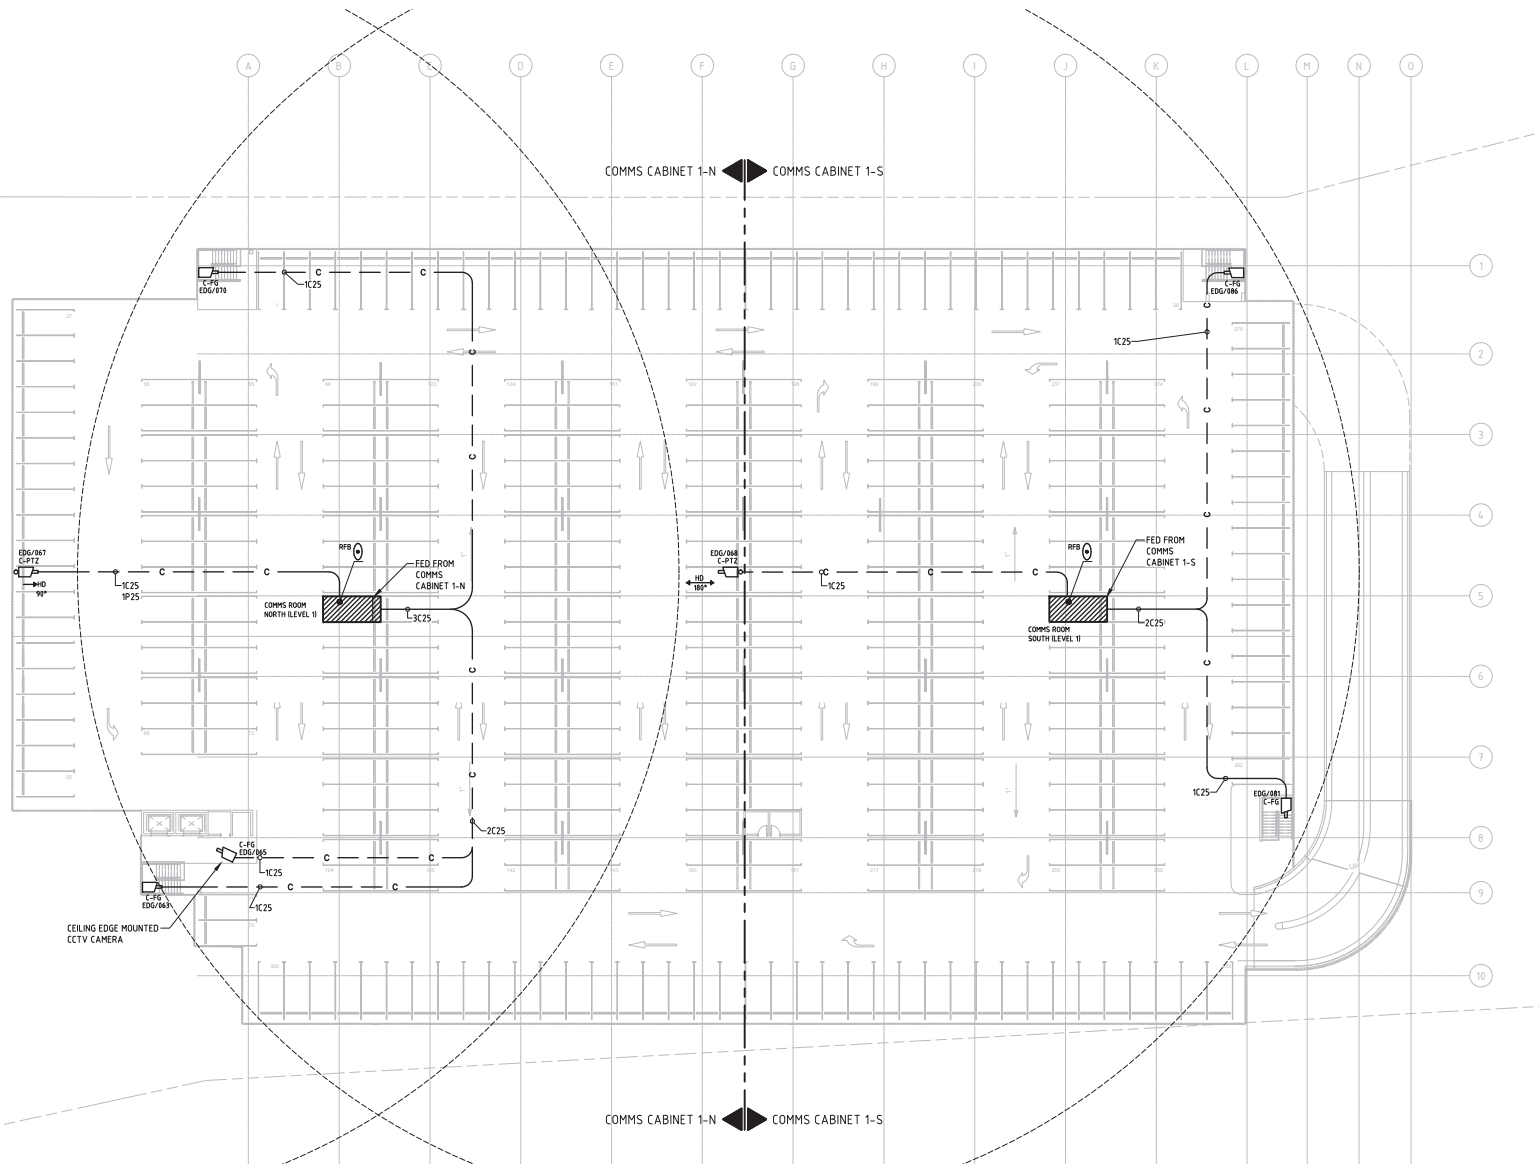 A B C D E F G H I J K L M N O
COMMS CABINET 1-N
COMMS CABINET 1-S
1
C-FG
EDG/070
1C25
C
C
C-FG
EDG/086
C
1C25
C
2
C
3
C
C
4
EDG/067
C-PTZ
HD
90°
1C25
1P25
C
C
RFB
FED FROM
COMMS
CABINET 1-N
COMMS ROOM
NORTH (LEVEL 1)
3C25
EDG/068
C-PTZ
HD
180°
C
1C25
C
C
RFB
FED FROM
COMMS
CABINET 1-S
COMMS ROOM
SOUTH (LEVEL 1)
2C25
5
C
C
6
7
C
1C25
EDG/081
C-FG
2C25
8
C-FG
EDG/065
1C25
C
C
C-FG
EDG/063
1C25
C
C
UP
9
CEILING EDGE MOUNTED
CCTV CAMERA
10
COMMS CABINET 1-N
COMMS CABINET 1-S